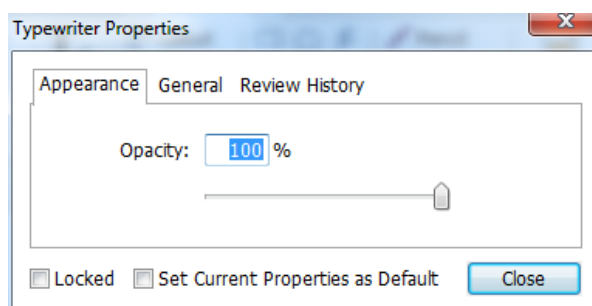 Typewriter Properties
Appearance General Review History
Opacity: 100 %
Locked Set Current Properties as Default Close